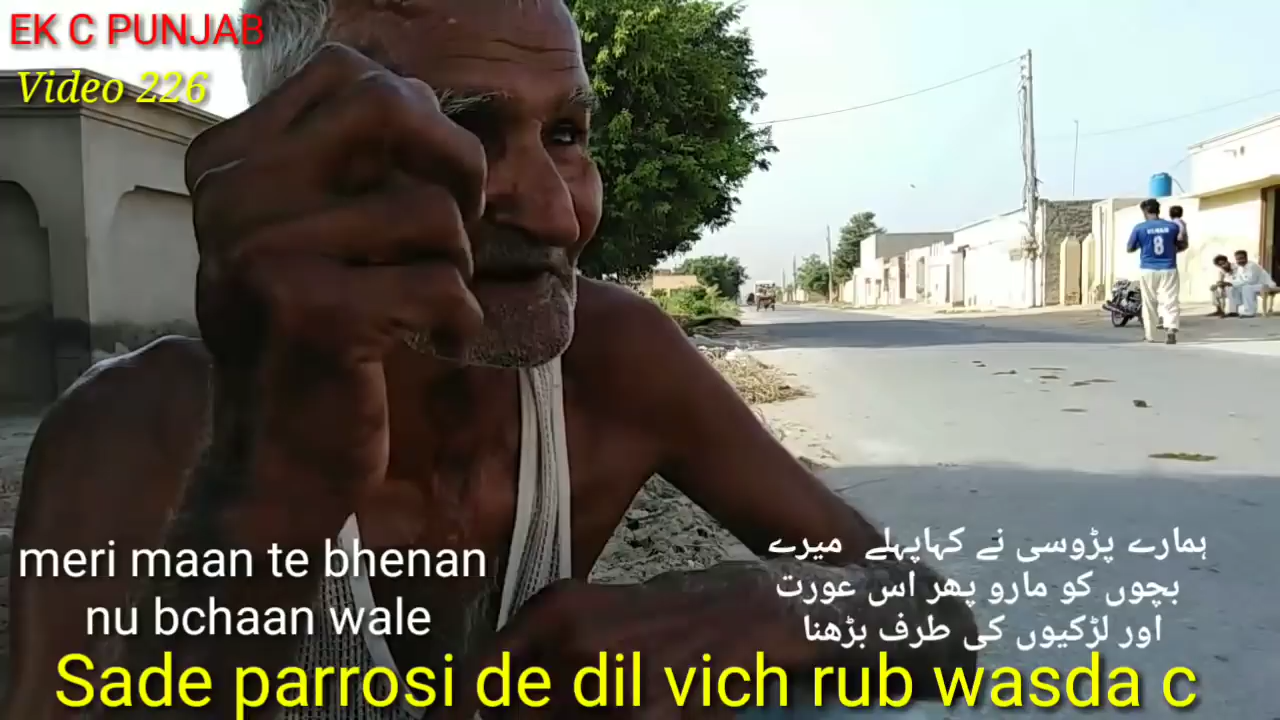 EK C PUNJAB
Video 226
8
meri maan te bhenan
nu bchaan wale
ہمارے پڑوسی نے کہاپہلے میرے
بچوں کو مارو پھر اس عورت
اور لڑکیوں کی طرف بڑھنا
Sade parrosi de dil vich rub wasda c